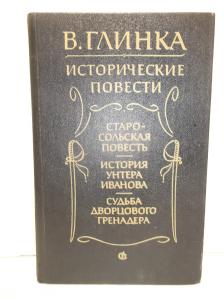 В. ГЛИНКА
ИСТОРИЧЕСКИЕ
ПОВЕСТИ
СТАРО-
СОЛЬСКАЯ
ПОВЕСТЬ
ИСТОРИЯ
УНТЕРА
ИВАНОВА
СУДЬБА
ДВОРЦОВОГО
ГРЕНАДЕРА